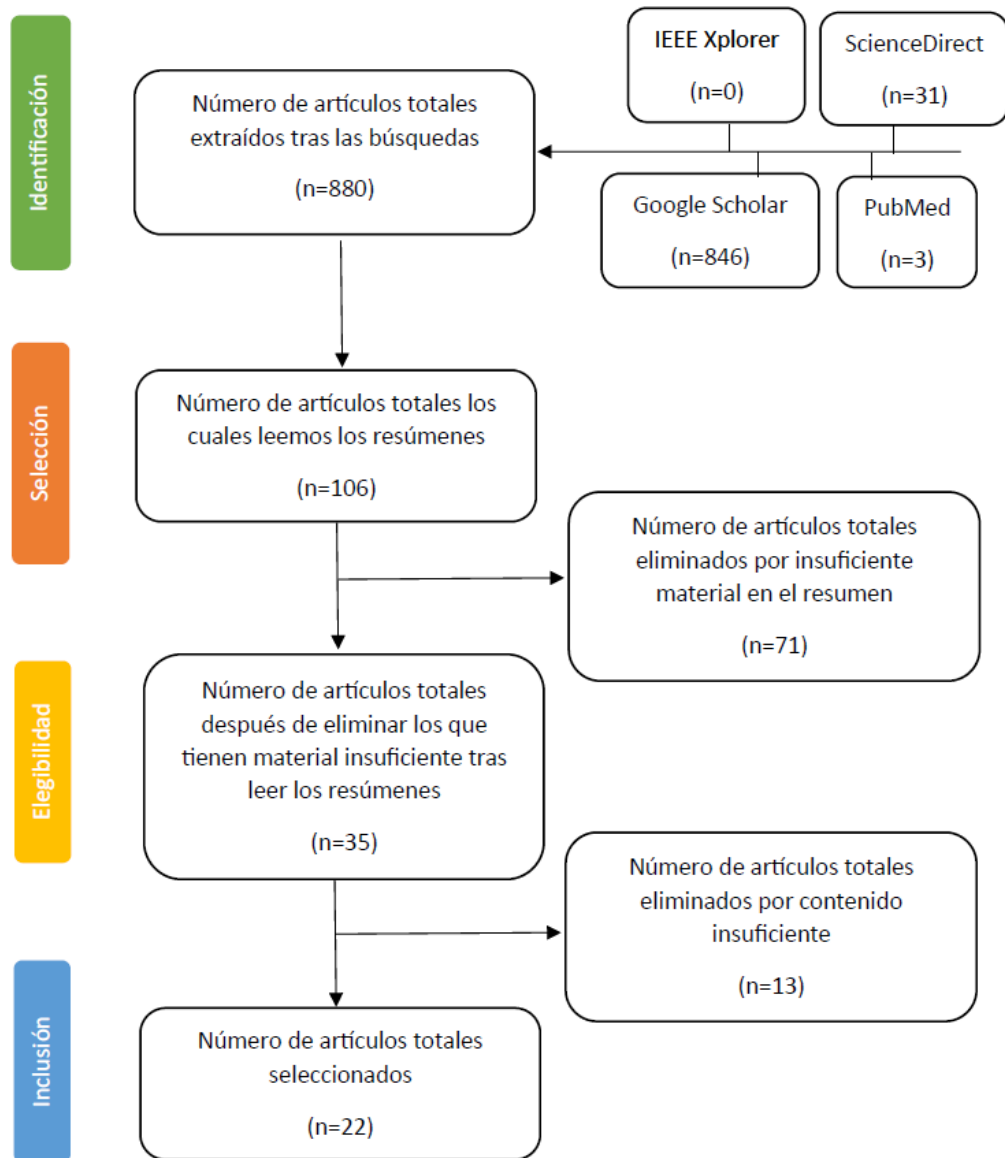 Identificación
Número de artículos totales
extraídos tras las búsquedas
(n=880)
IEEE Xplorer
(n=0)
ScienceDirect
(n=31)
Google Scholar
(n=846)
PubMed
(n=3)
Selección
Número de artículos totales los
cuales leemos los resúmenes
(n=106)
Número de artículos totales
eliminados por insuficiente
material en el resumen
(n=71)
Elegibilidad
Número de artículos totales
después de eliminar los que
tienen material insuficiente tras
leer los resúmenes
(n=35)
Número de artículos totales
eliminados por contenido
insuficiente
(n=13)
Inclusión
Número de artículos totales
seleccionados
(n=22)